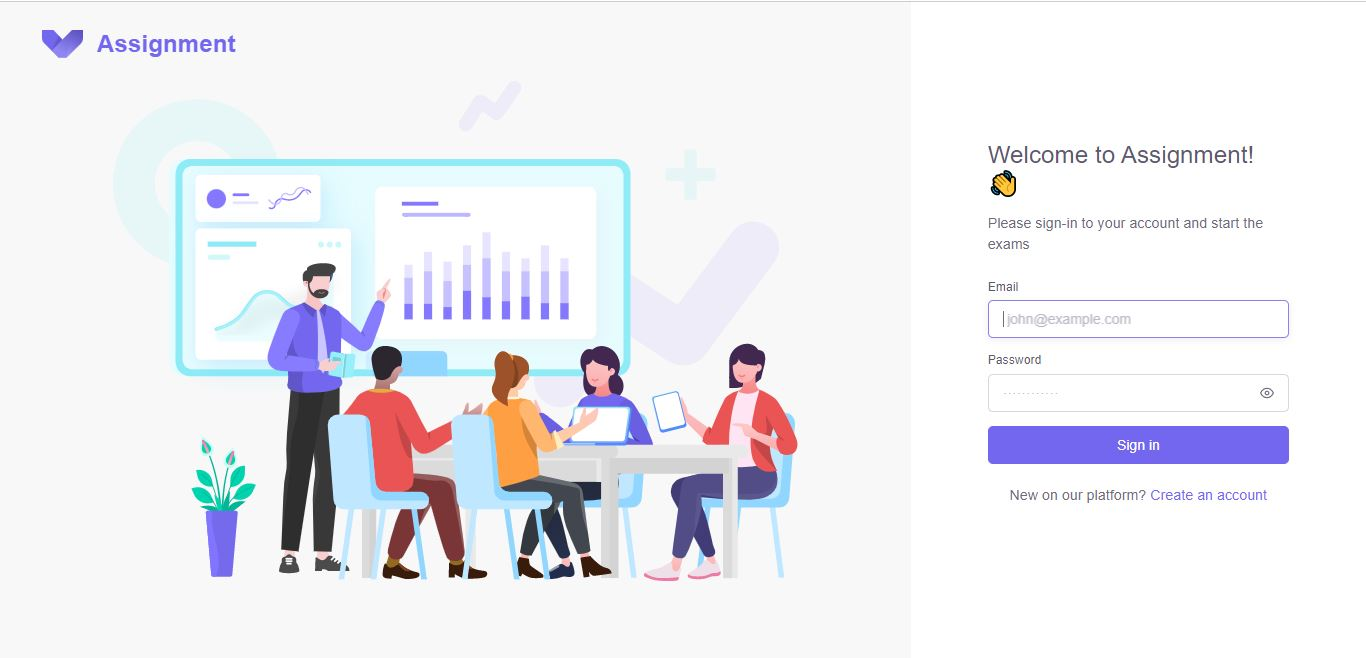 Assignment
Welcome to Assignment!
Please sign-in to your account and start the
exams
Email
john@example.com
Password
············
Sign in
New on our platform? Create an account